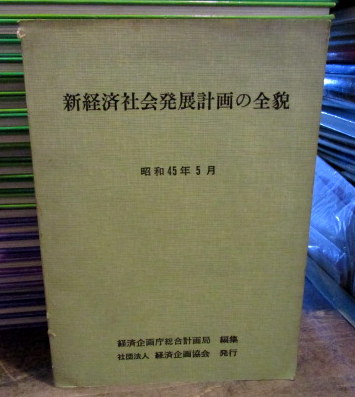 新経済社会発展計画の全貌
昭和45年5月
経済企画庁総合計画局 編集
社団法人 経済企画協会 発行